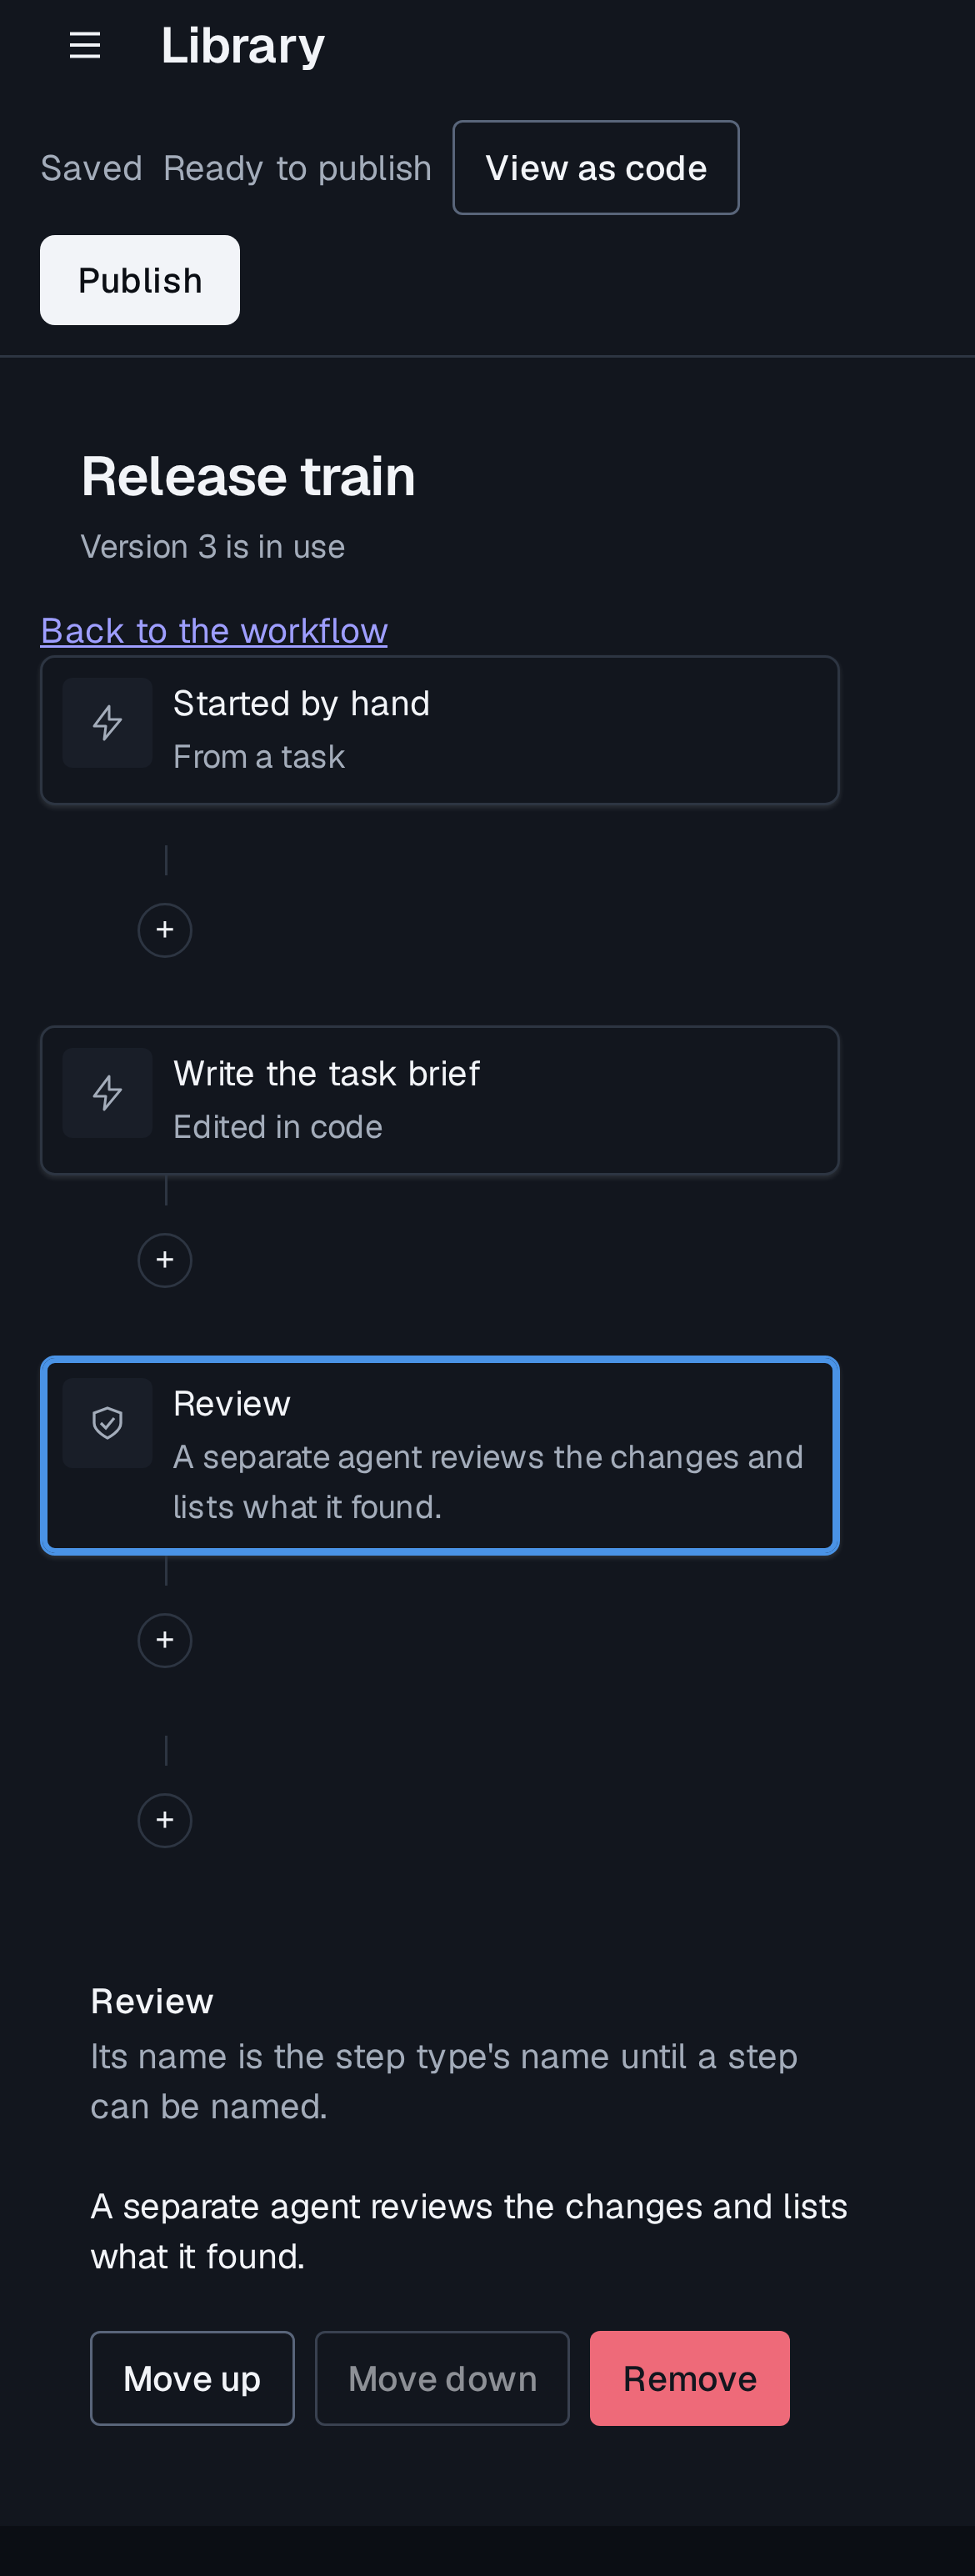 Library
Saved Ready to publish View as code
Publish
Release train
Version 3 is in use
Back to the workflow
Started by hand
From a task
+
Write the task brief
Edited in code
+
Review
A separate agent reviews the changes and
lists what it found.
+
+
Review
Its name is the step type's name until a step
can be named.
A separate agent reviews the changes and lists
what it found.
Move up Move down Remove